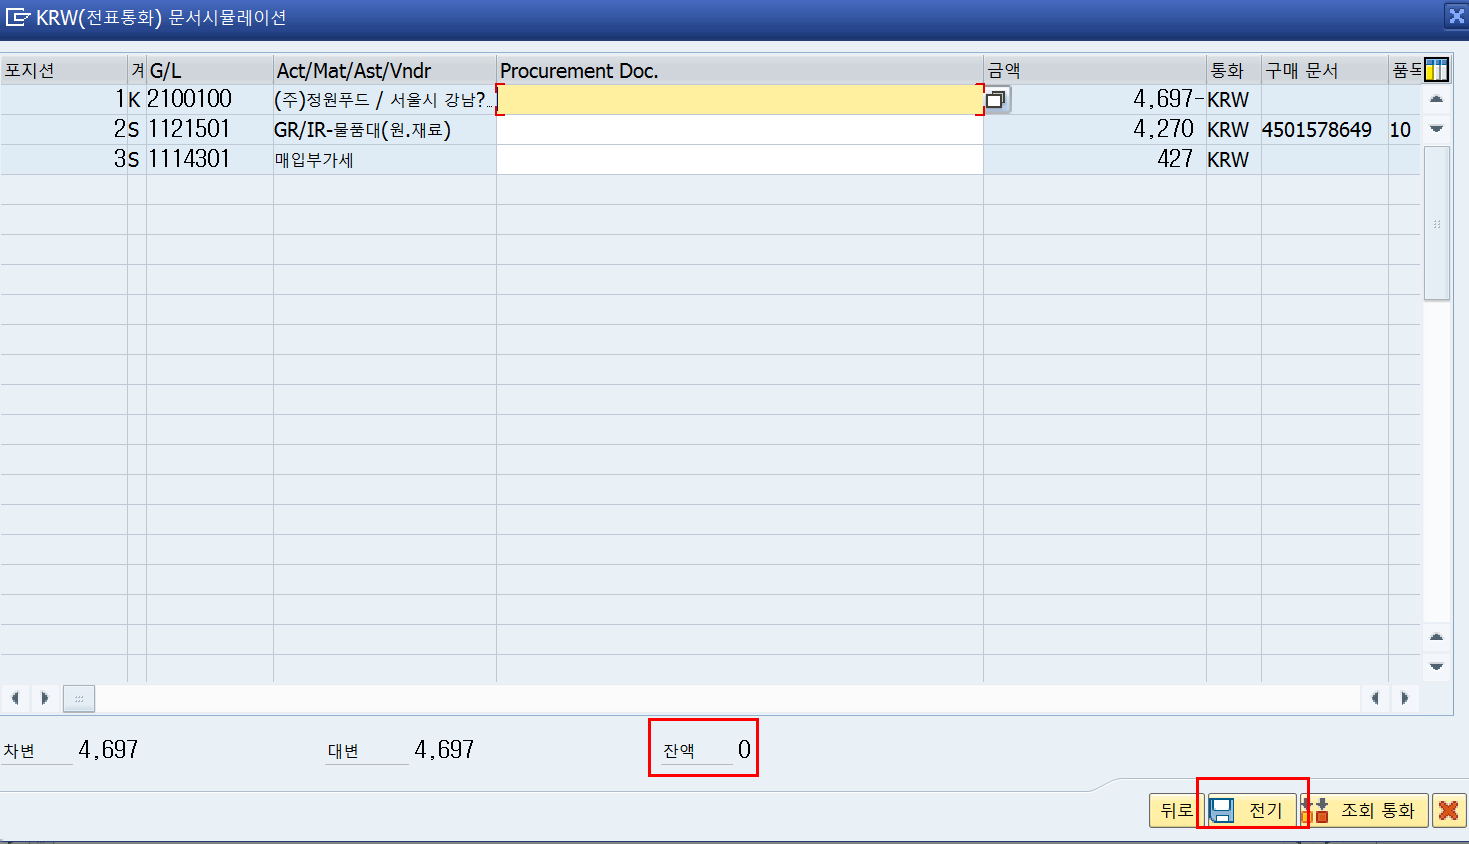 KRW(전표통화) 문서시뮬레이션
포지션 계 G/L Act/Mat/Ast/Vndr Procurement Doc. 금액 통화 구매 문서 품목
1 K 2100100 (주)정원푸드 / 서울시 강남?... 4,697- KRW
2 S 1121501 GR/IR-물품대(원.재료) 4,270 KRW 4501578649 10
3 S 1114301 매입부가세 427 KRW
차변 4,697 대변 4,697 잔액 0
뒤로 전기 조회 통화